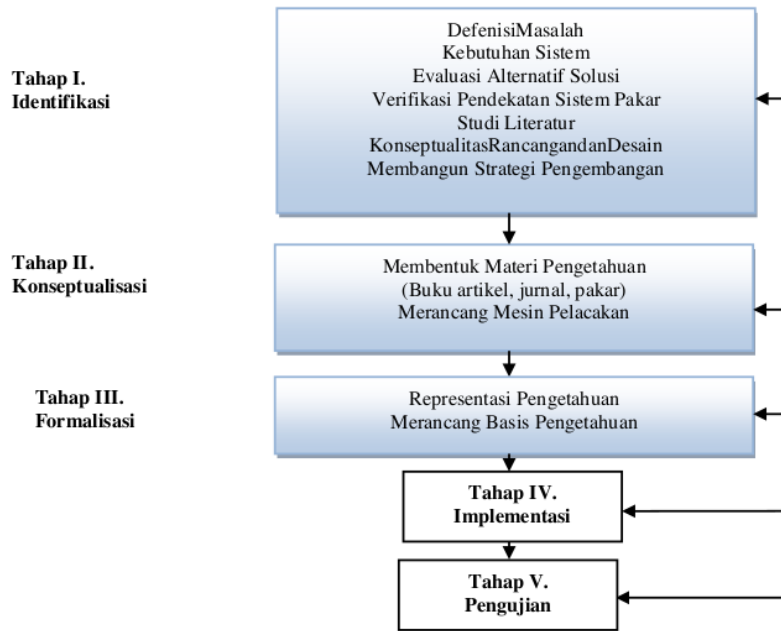 Tahap I.
Identifikasi
DefenisiMasalah
Kebutuhan Sistem
Evaluasi Alternatif Solusi
Verifikasi Pendekatan Sistem Pakar
Studi Literatur
KonseptualitasRancangandanDesain
Membangun Strategi Pengembangan
Tahap II.
Konseptualisasi
Membentuk Materi Pengetahuan
(Buku artikel, jurnal, pakar)
Merancang Mesin Pelacakan
Tahap III.
Formalisasi
Representasi Pengetahuan
Merancang Basis Pengetahuan
Tahap IV.
Implementasi
Tahap V.
Pengujian